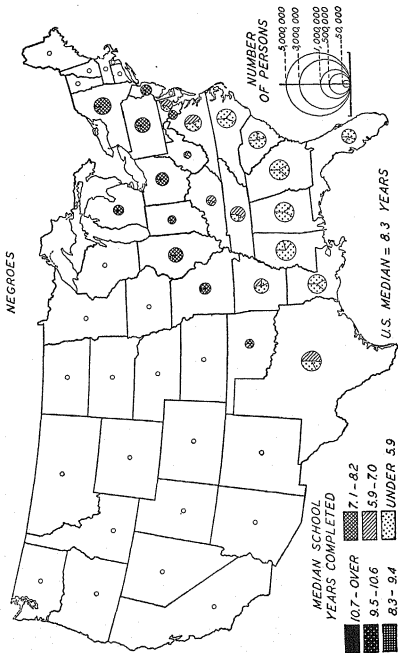 NEGROES
NUMBER
OF PERSONS
5,000,000
3,000,000
1,000,000
500,000
50,000
U.S. MEDIAN = 8.3 YEARS
MEDIAN SCHOOL
YEARS COMPLETED
10.7-OVER
9.5-10.6
8.3-9.4
7.1-8.2
5.9-7.0
UNDER 5.9